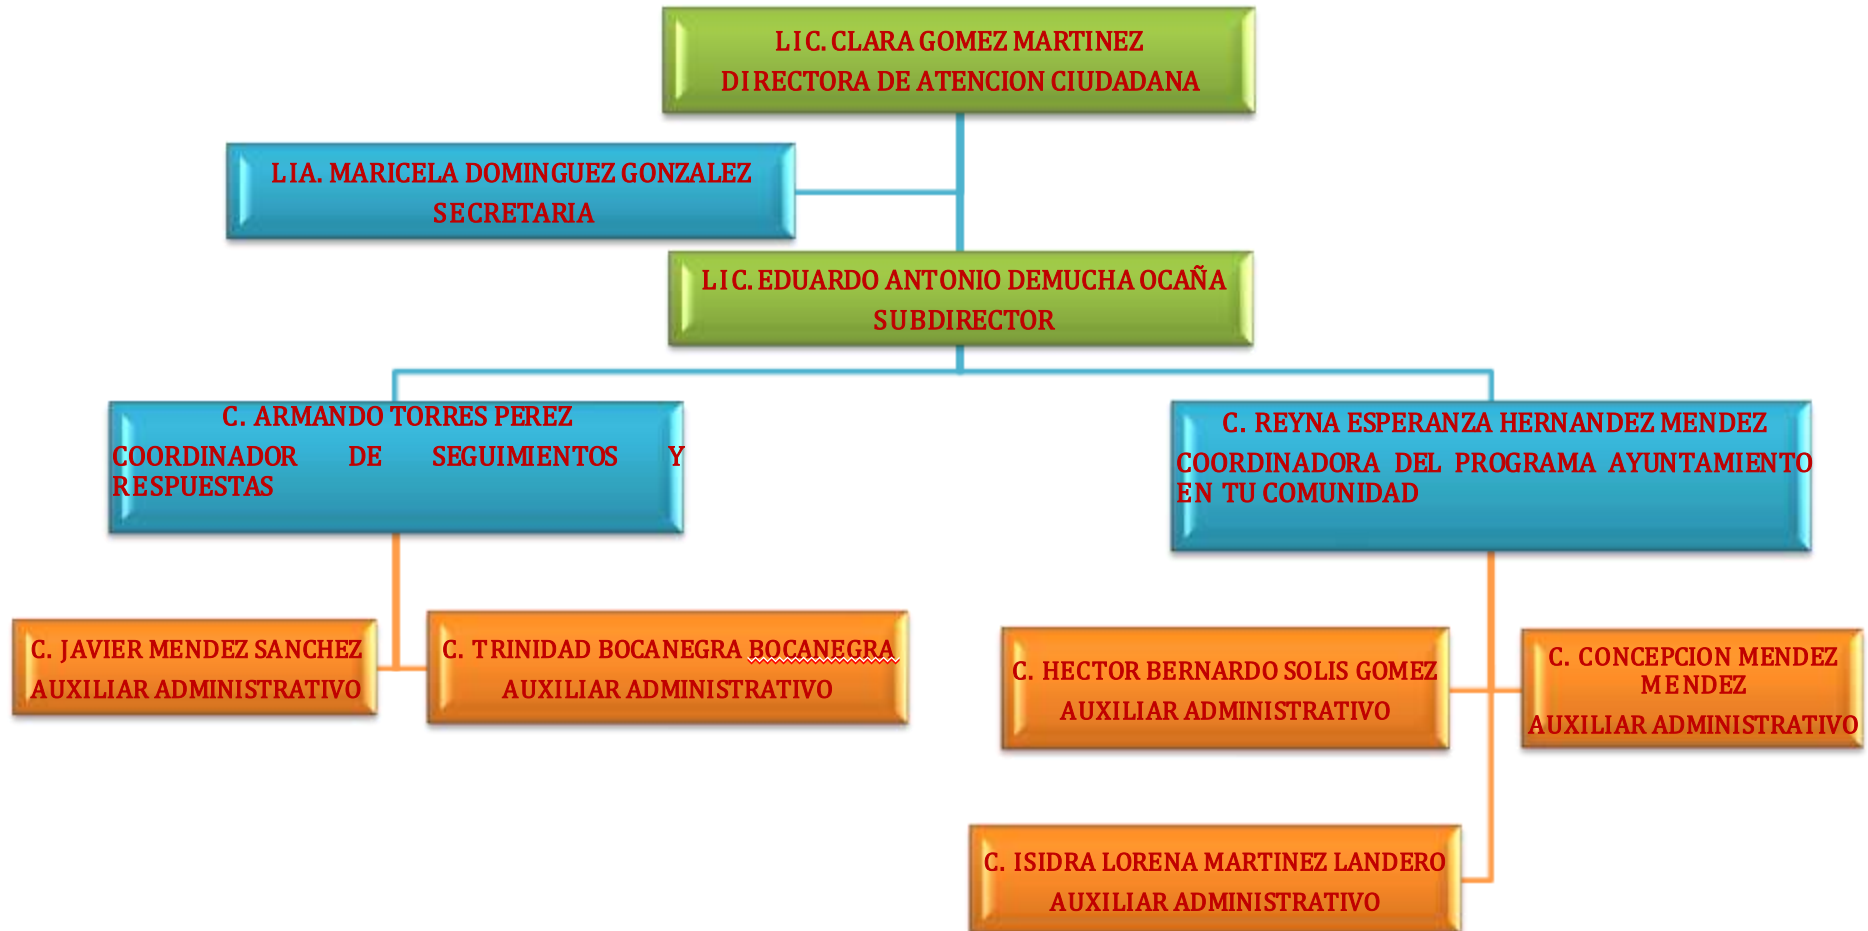 LIC. CLARA GOMEZ MARTINEZ
DIRECTORA DE ATENCION CIUDADANA
LIA. MARICELA DOMINGUEZ GONZALEZ
SECRETARIA
LIC. EDUARDO ANTONIO DEMUCHA OCAÑA
SUBDIRECTOR
C. ARMANDO TORRES PEREZ
COORDINADOR DE SEGUIMIENTOS Y
RESPUESTAS
C. REYNA ESPERANZA HERNANDEZ MENDEZ
COORDINADORA DEL PROGRAMA AYUNTAMIENTO
EN TU COMUNIDAD
C. JAVIER MENDEZ SANCHEZ
AUXILIAR ADMINISTRATIVO
C. TRINIDAD BOCANEGRA BOCANEGRA
AUXILIAR ADMINISTRATIVO
C. HECTOR BERNARDO SOLIS GOMEZ
AUXILIAR ADMINISTRATIVO
C. CONCEPCION MENDEZ
MENDEZ
AUXILIAR ADMINISTRATIVO
C. ISIDRA LORENA MARTINEZ LANDERO
AUXILIAR ADMINISTRATIVO